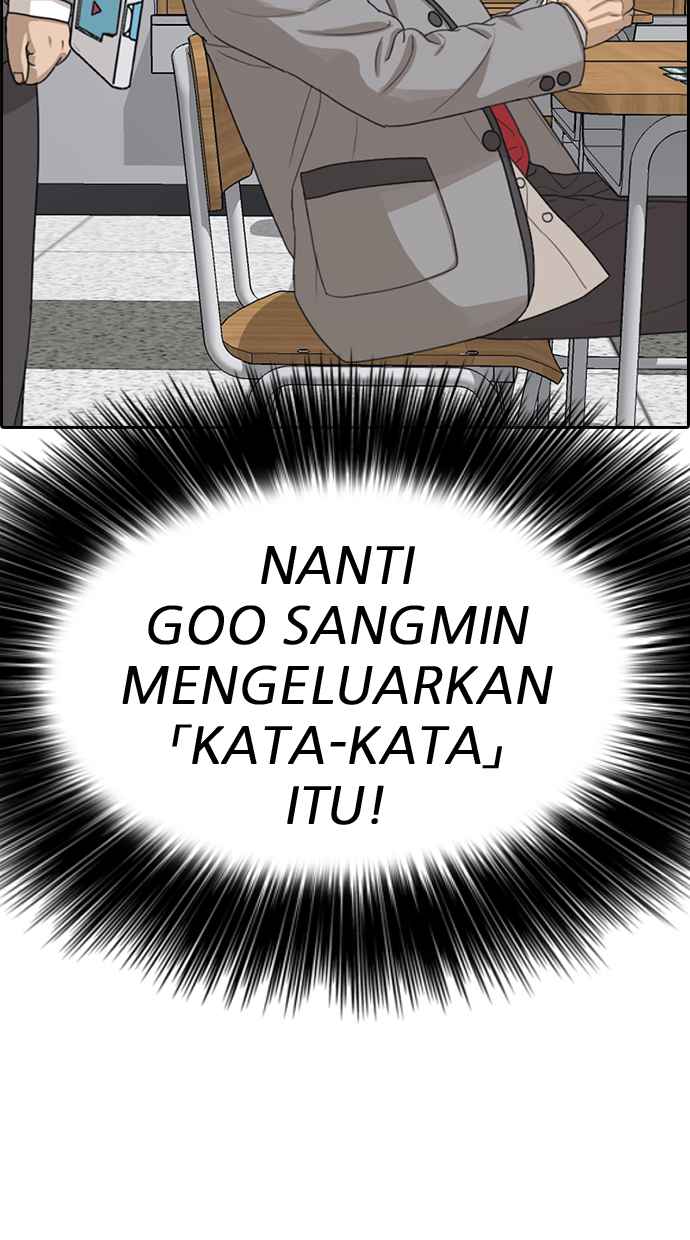 NANTI
GOO SANGMIN
MENGELUARKAN
「KATA-KATA」
ITU!